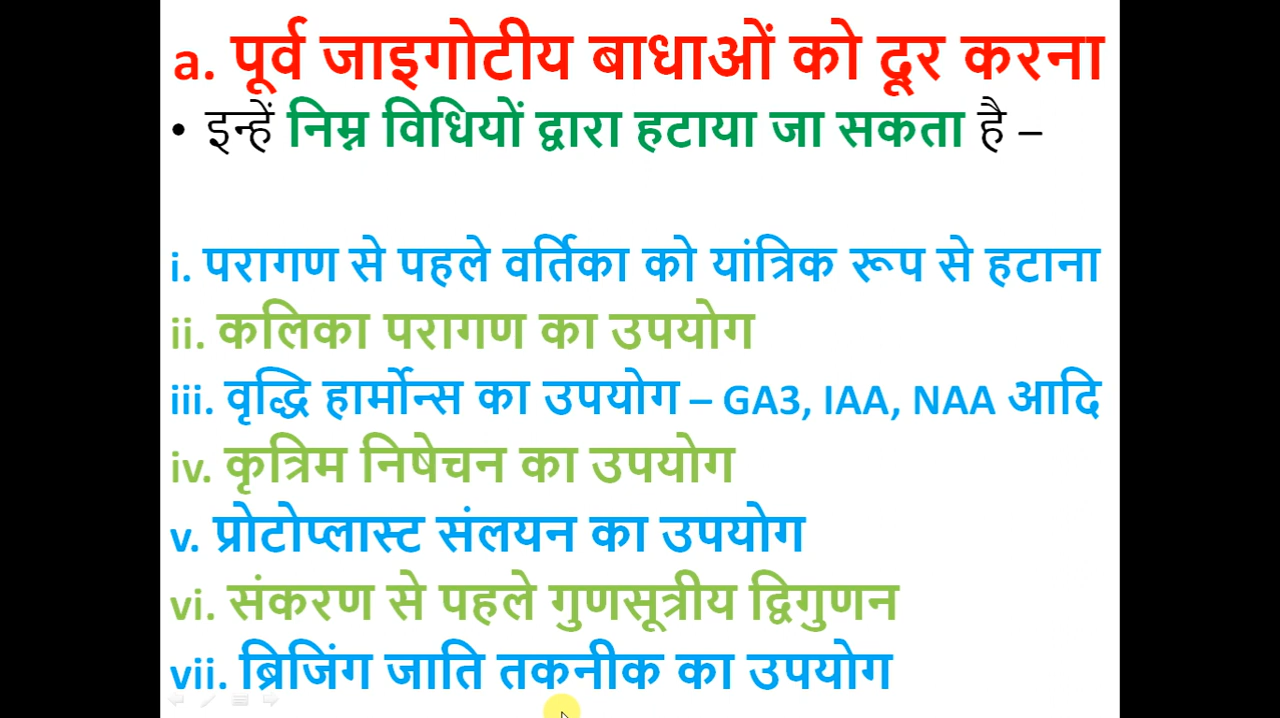 a. पूर्व जाइगोटीय बाधाओं को दूर करना
• इन्हें निम्न विधियों द्वारा हटाया जा सकता है –
i. परागण से पहले वर्तिका को यांत्रिक रूप से हटाना
ii. कलिका परागण का उपयोग
iii. वृद्धि हार्मोन्स का उपयोग – GA3, IAA, NAA आदि
iv. कृत्रिम निषेचन का उपयोग
v. प्रोटोप्लास्ट संलयन का उपयोग
vi. संकरण से पहले गुणसूत्रीय द्विगुणन
vii. ब्रिजिंग जाति तकनीक का उपयोग